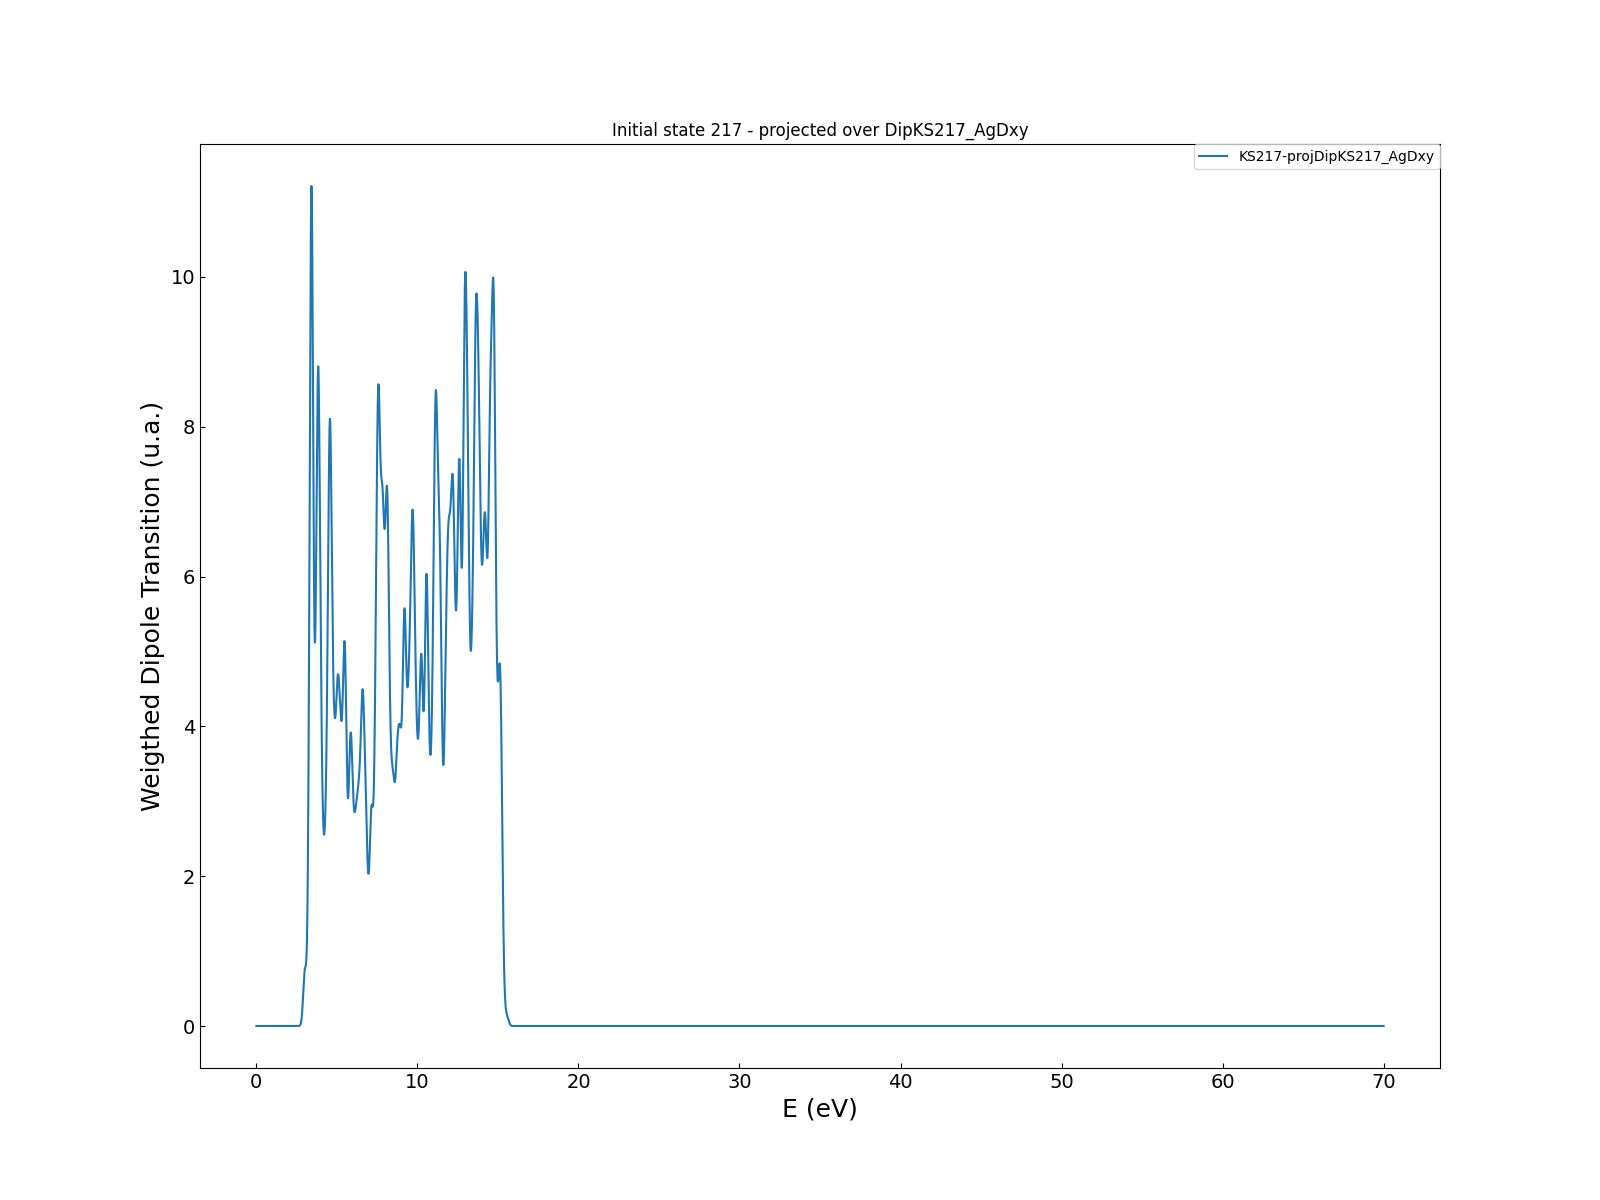 Initial state 217 - projected over DipKS217_AgDxy
KS217-projDipKS217_AgDxy
Weigthed Dipole Transition (u.a.)
10
8
6
4
2
0
0 10 20 30 40 50 60 70
E (eV)